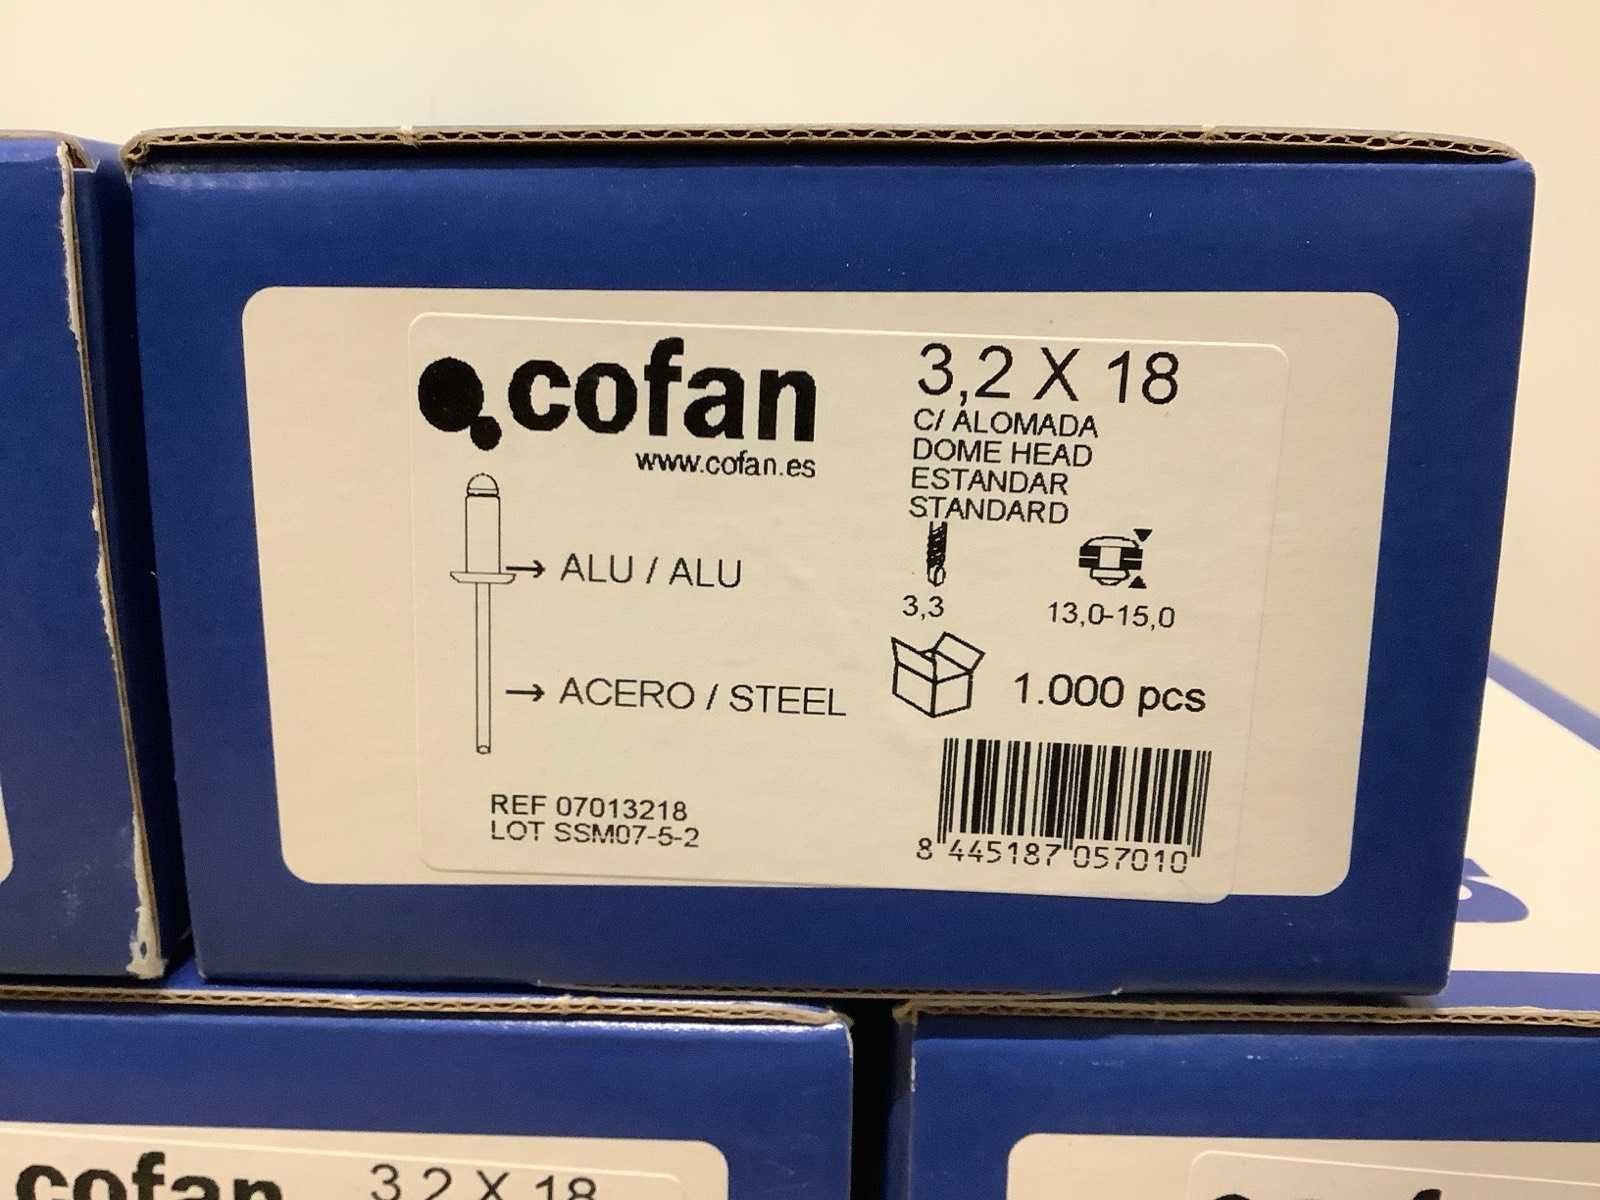 cofan
www.cofan.es
3,2 X 18
C/ ALOMADA
DOME HEAD
ESTANDAR
STANDARD
ALU / ALU
3,3
13,0-15,0
ACERO / STEEL
1.000 pcs
REF 07013218
LOT SSM07-5-2
8 445187 057010
cofan
3,2 X 18